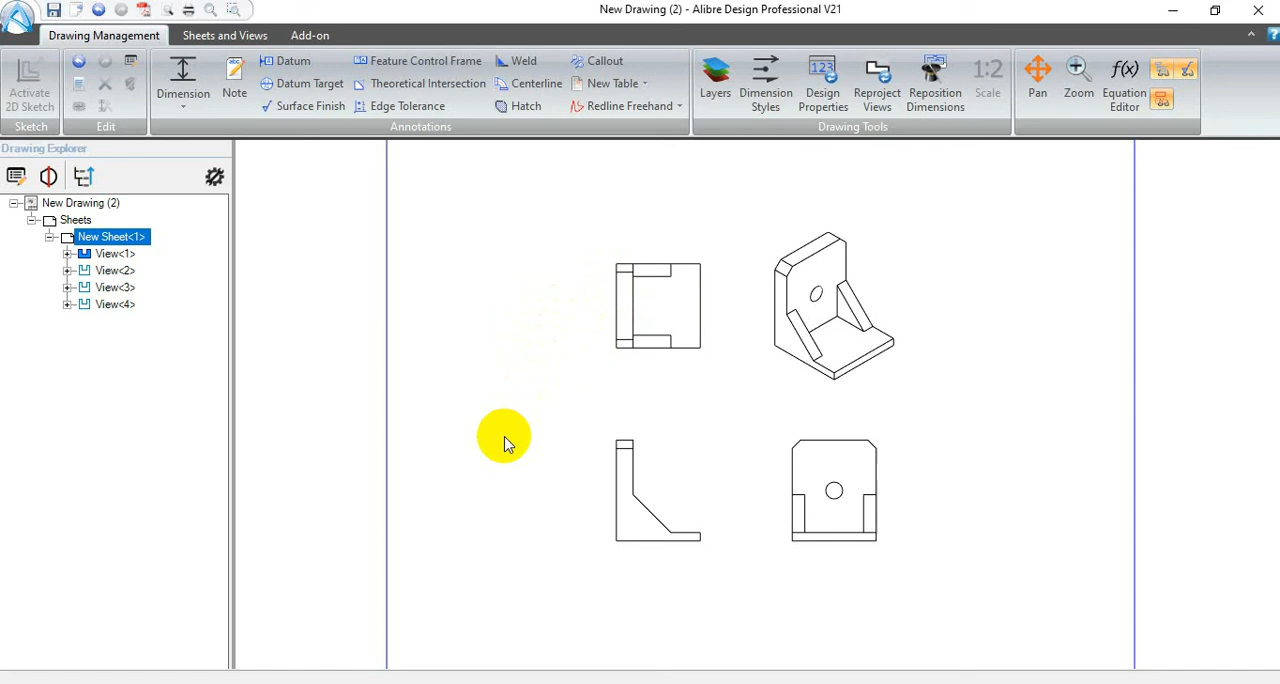 New Drawing (2) - Alibre Design Professional V21
Drawing Management
Sheets and Views
Add-on
Activate
2D Sketch
Sketch
Edit
Dimension
Note
Datum
Datum Target
Surface Finish
Feature Control Frame
Theoretical Intersection
Edge Tolerance
Weld
Centerline
Hatch
Callout
New Table
Redline Freehand
Annotations
Layers
Dimension
Styles
Design
Properties
Reproject
Views
Reposition
Dimensions
1:2
Scale
Drawing Tools
Pan
Zoom
f(x)
Equation
Editor
Drawing Explorer
New Drawing (2)
Sheets
New Sheet<1>
View<1>
View<2>
View<3>
View<4>